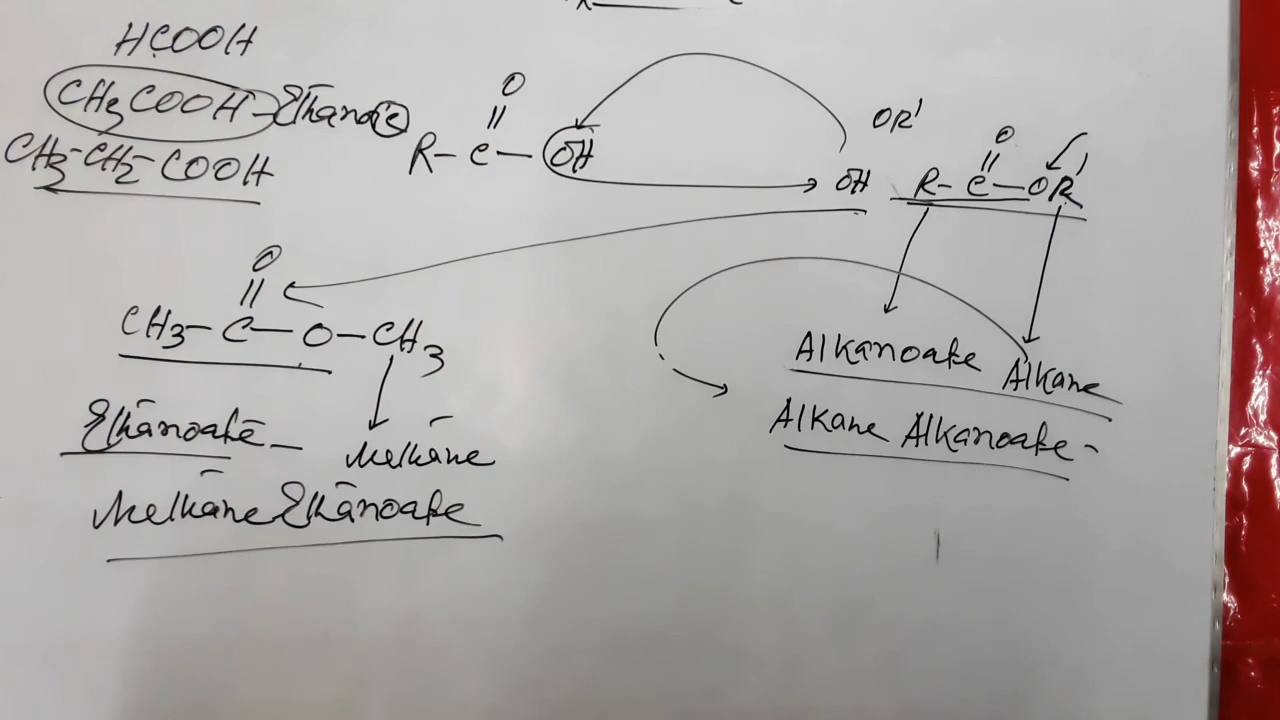 HCOOH
CH3COOH-Ethanoic
CH3-CH2-COOH
O
R-C-OH
OR'
OH
O
R-C-OR'
O
CH3-C-O-CH3
Alkanoate Alkane
Alkane Alkanoate-
Ethanoate- Methane
Methane Ethanoate